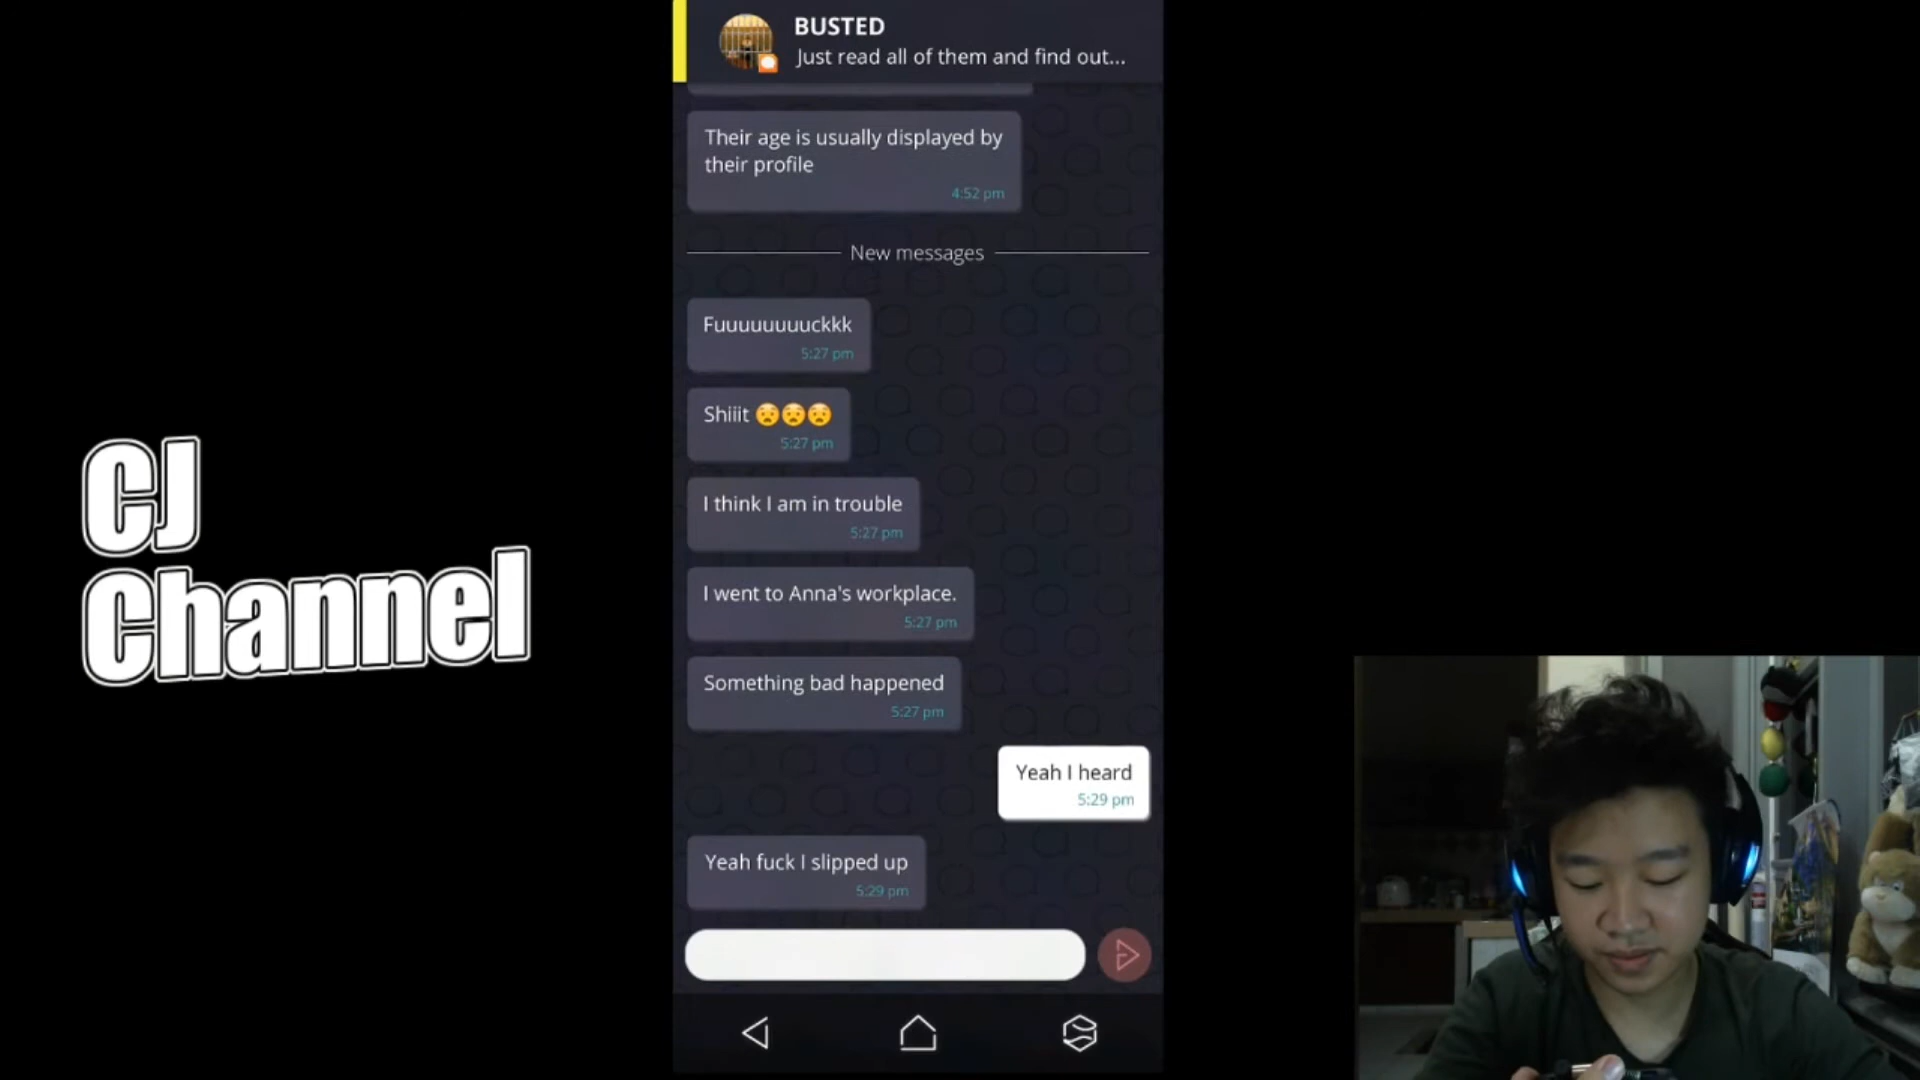 BUSTED
Just read all of them and find out...
Their age is usually displayed by
their profile
4:52 pm
New messages
Fuuuuuuuuckkk
5:27 pm
Shiiit 😧😧😧
5:27 pm
I think I am in trouble
5:27 pm
I went to Anna's workplace.
5:27 pm
Something bad happened
5:27 pm
Yeah I heard
5:29 pm
Yeah fuck I slipped up
5:29 pm
CJ
Channel